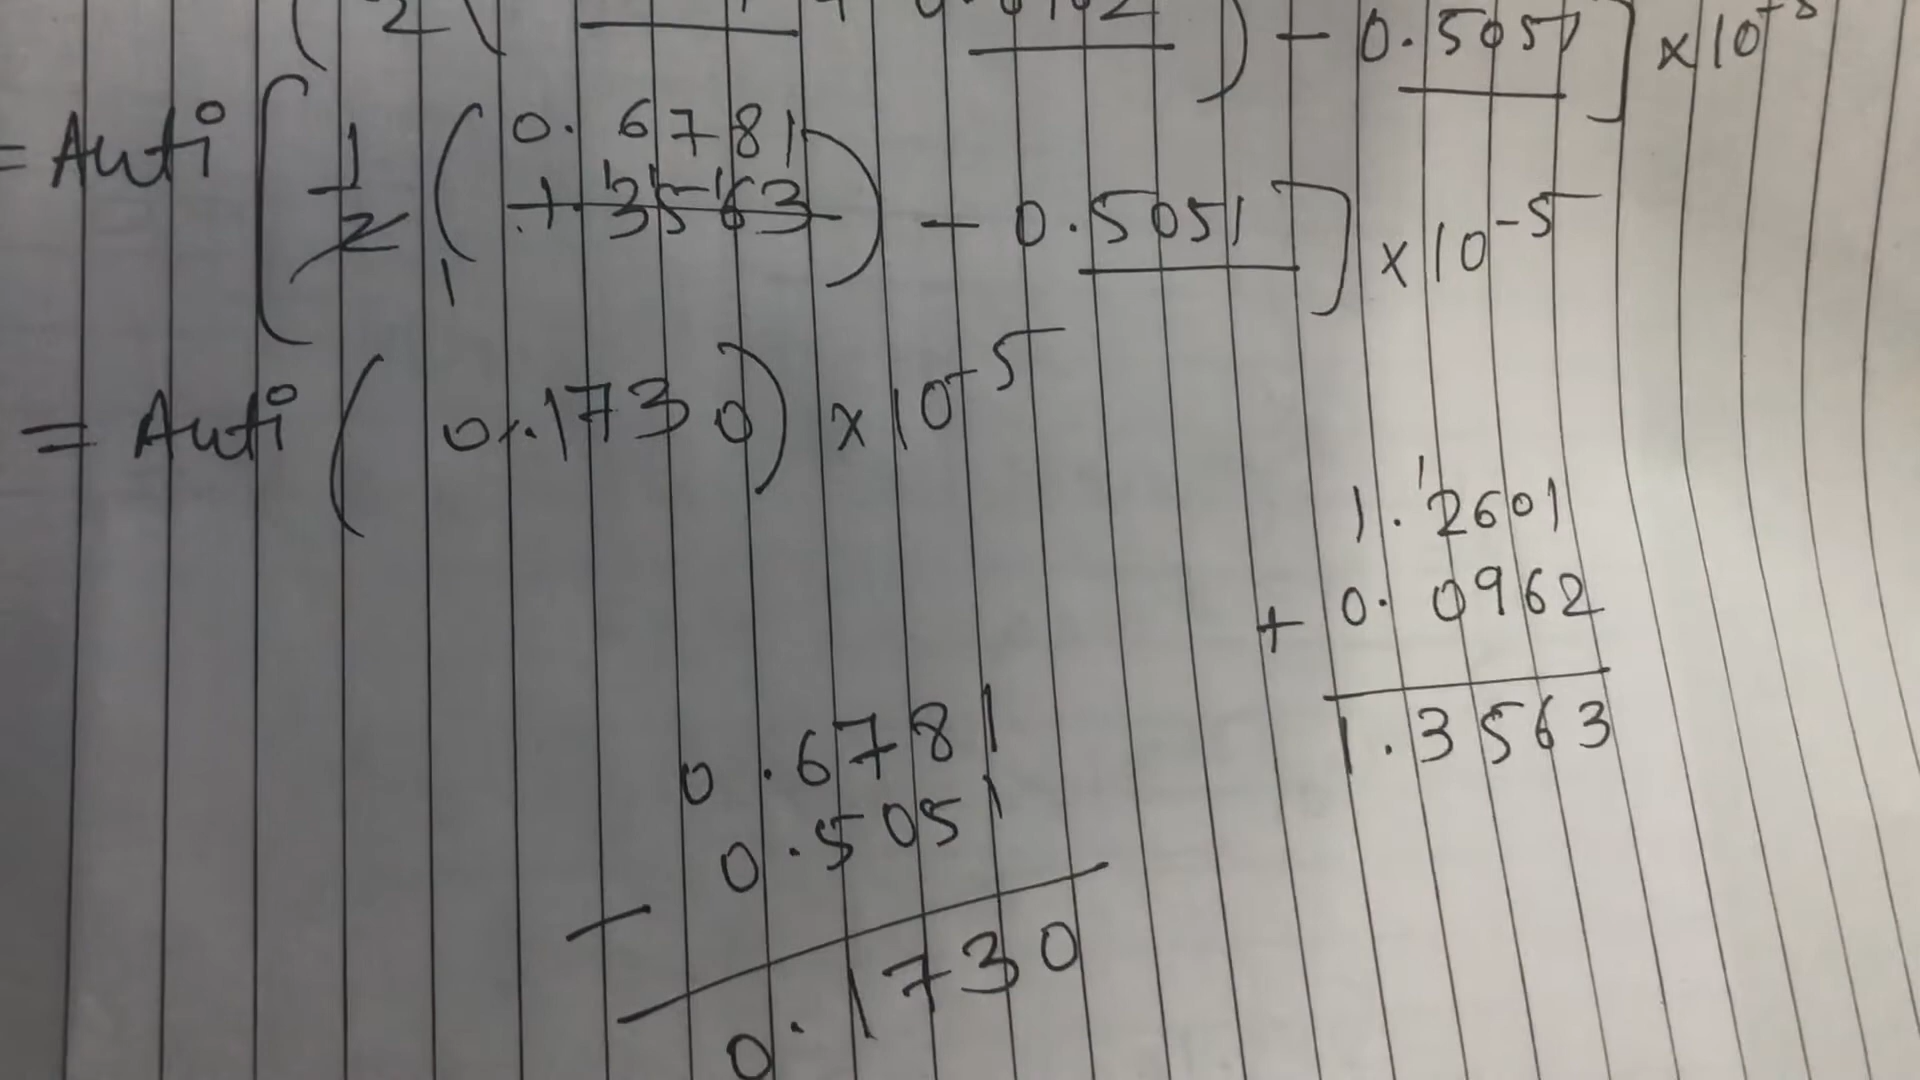 ) - 0.5051] × 10
= Anti [ 1/2 ( 1.3563 ) - 0.5051 ] × 10⁻⁵
0.6781
= Anti ( 0.1730 ) × 10⁻⁵
1.2601
+ 0.0962
1.3563
0.6781
- 0.5051
0.1730